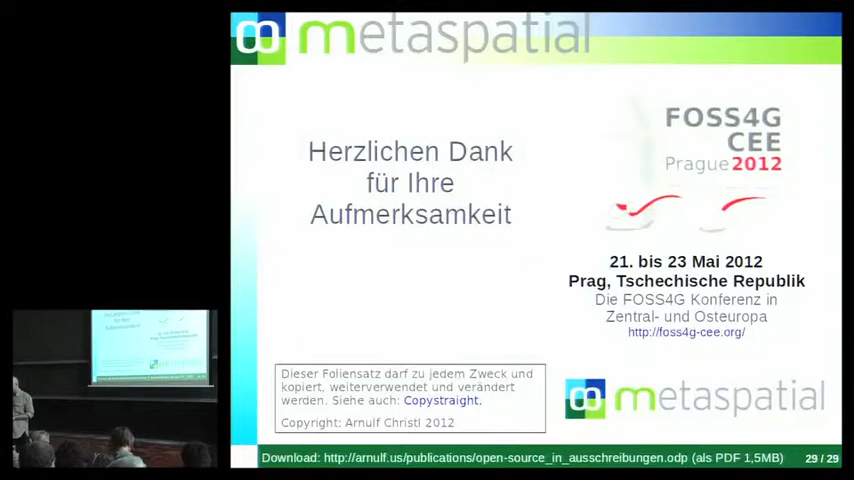 metaspatial
Herzlichen Dank
für Ihre
Aufmerksamkeit
FOSS4G
CEE
Prague2012
21. bis 23 Mai 2012
Prag, Tschechische Republik
Die FOSS4G Konferenz in
Zentral- und Osteuropa
http://foss4g-cee.org/
Dieser Foliensatz darf zu jedem Zweck und
kopiert, weiterverwendet und verändert
werden. Siehe auch: Copystraight.
Copyright: Arnulf Christl 2012
metaspatial
Download: http://arnulf.us/publications/open-source_in_ausschreibungen.odp (als PDF 1,5MB)
29 / 29